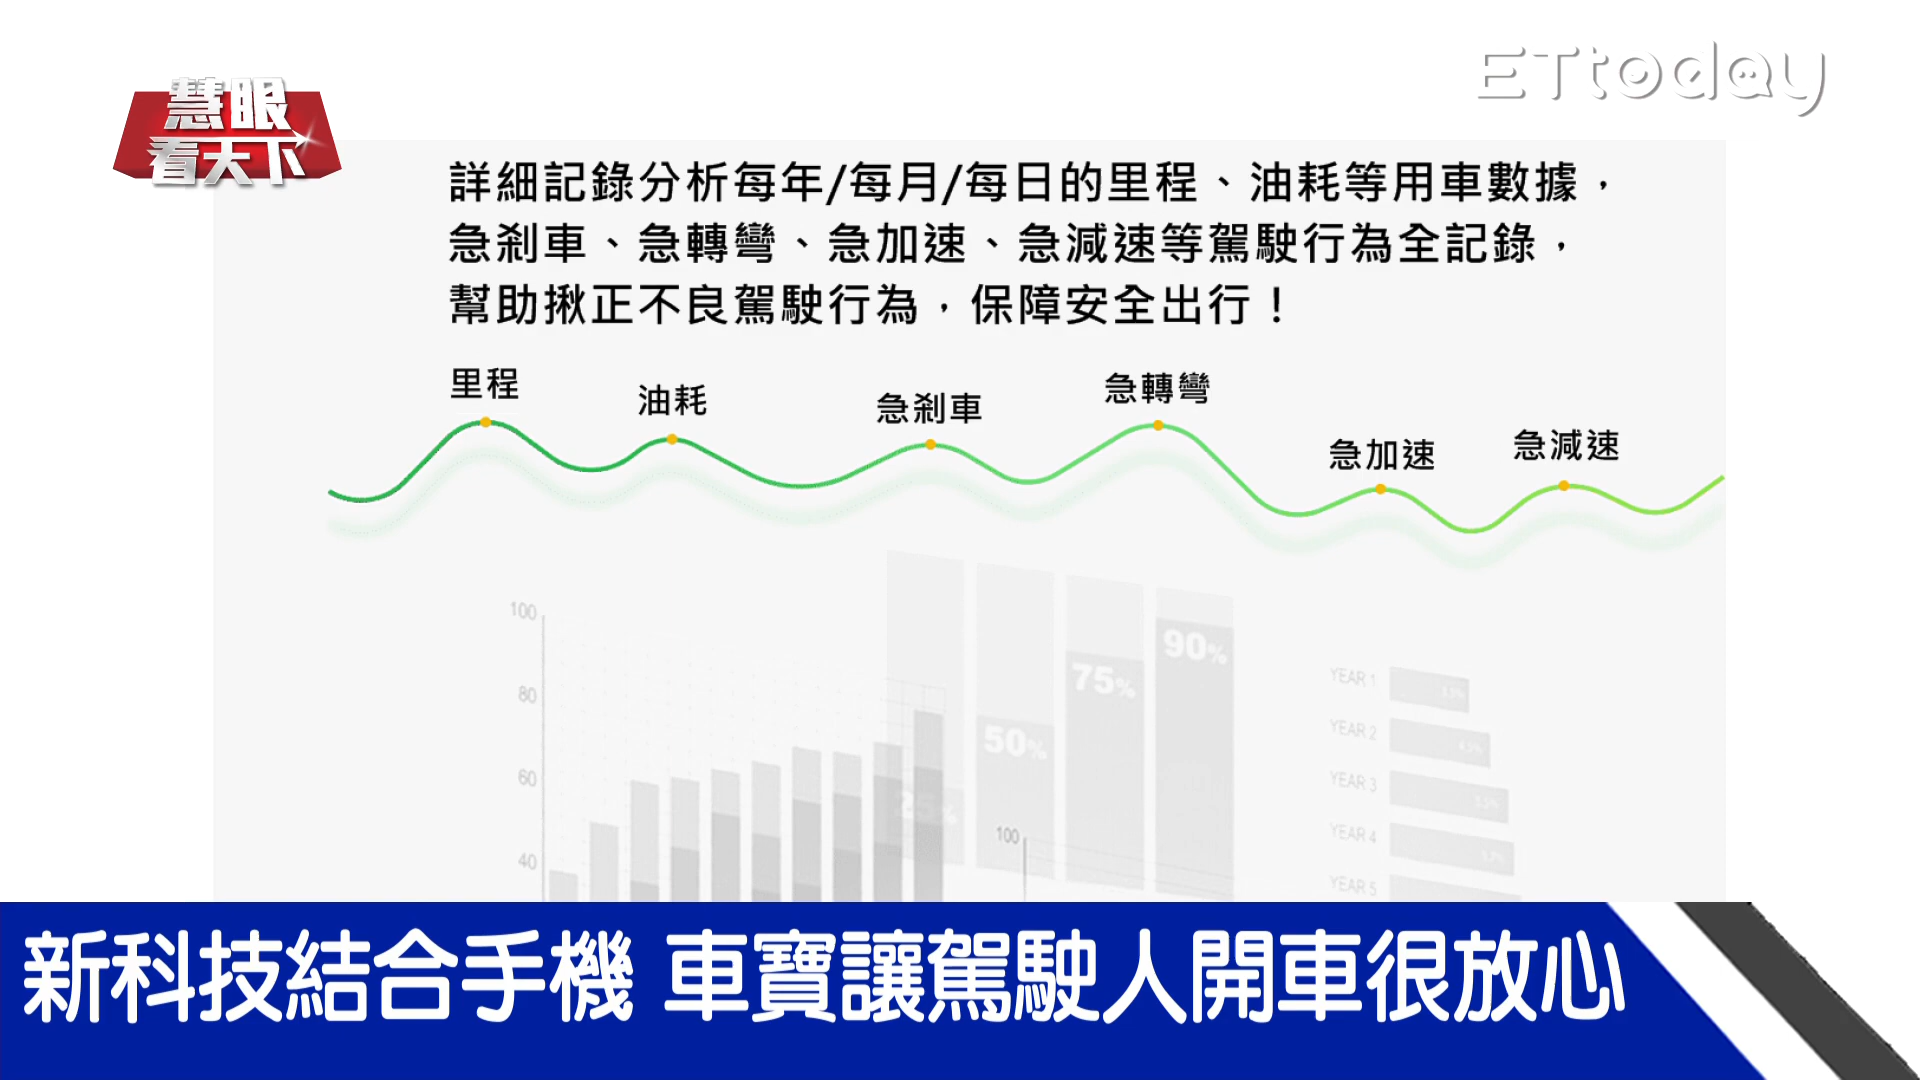 慧眼
看天下
ETtoday
詳細記錄分析每年/每月/每日的里程、油耗等用車數據，
急剎車、急轉彎、急加速、急減速等駕駛行為全記錄，
幫助揪正不良駕駛行為，保障安全出行！
里程
油耗
急剎車
急轉彎
急加速
急減速
100
80
60
40
25%
50%
75%
90%
100
YEAR 1
YEAR 2
YEAR 3
YEAR 4
YEAR 5
新科技結合手機 車寶讓駕駛人開車很放心